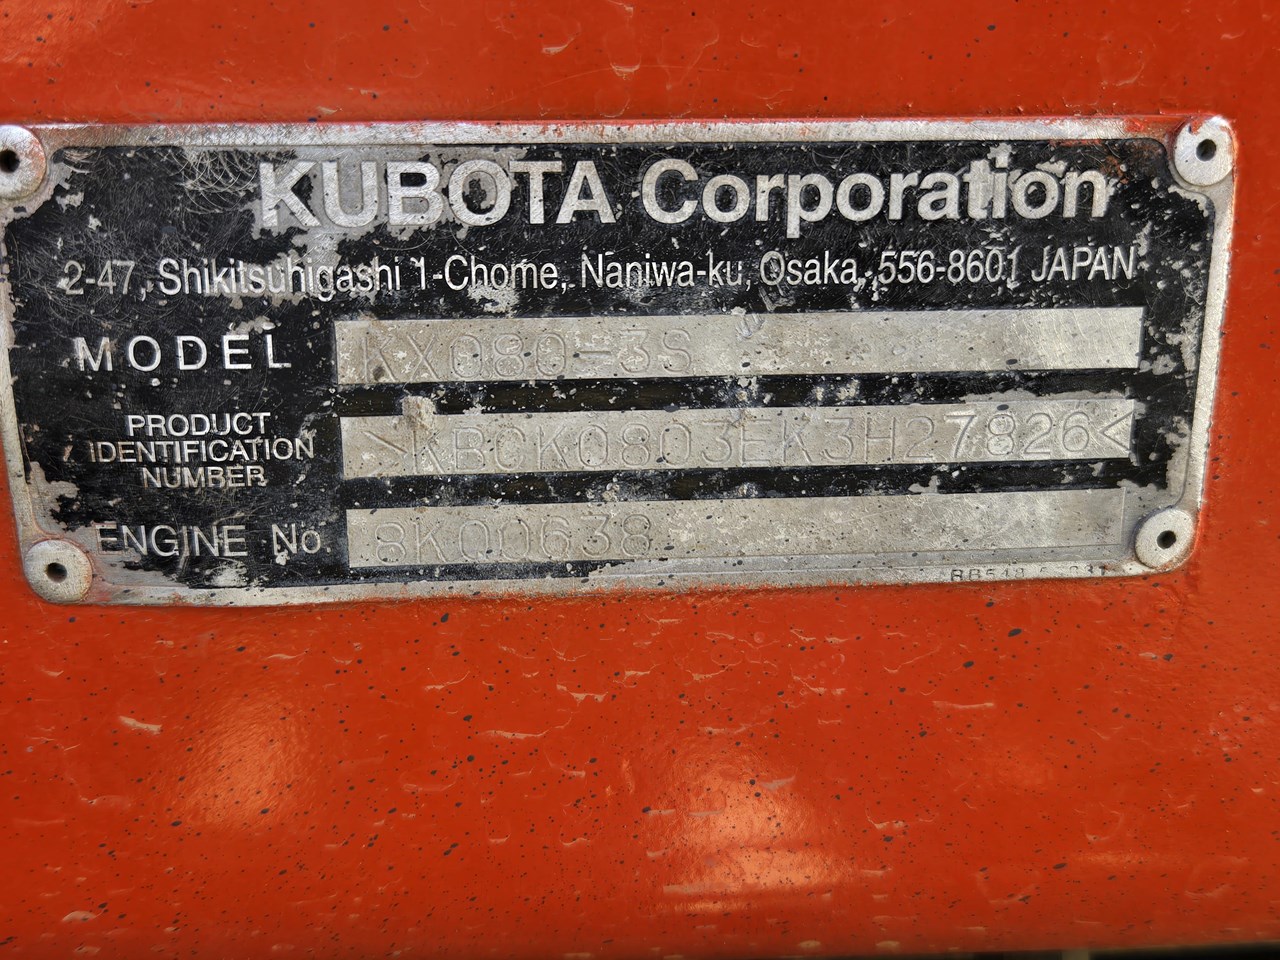 KUBOTA Corporation
2-47, Shikitsuhigashi 1-Chome, Naniwa-ku, Osaka, 556-8601 JAPAN
MODEL KX080-3S
PRODUCT
IDENTIFICATION
NUMBER
>KBCK0803EK3H27826<
ENGINE No. 8K00638